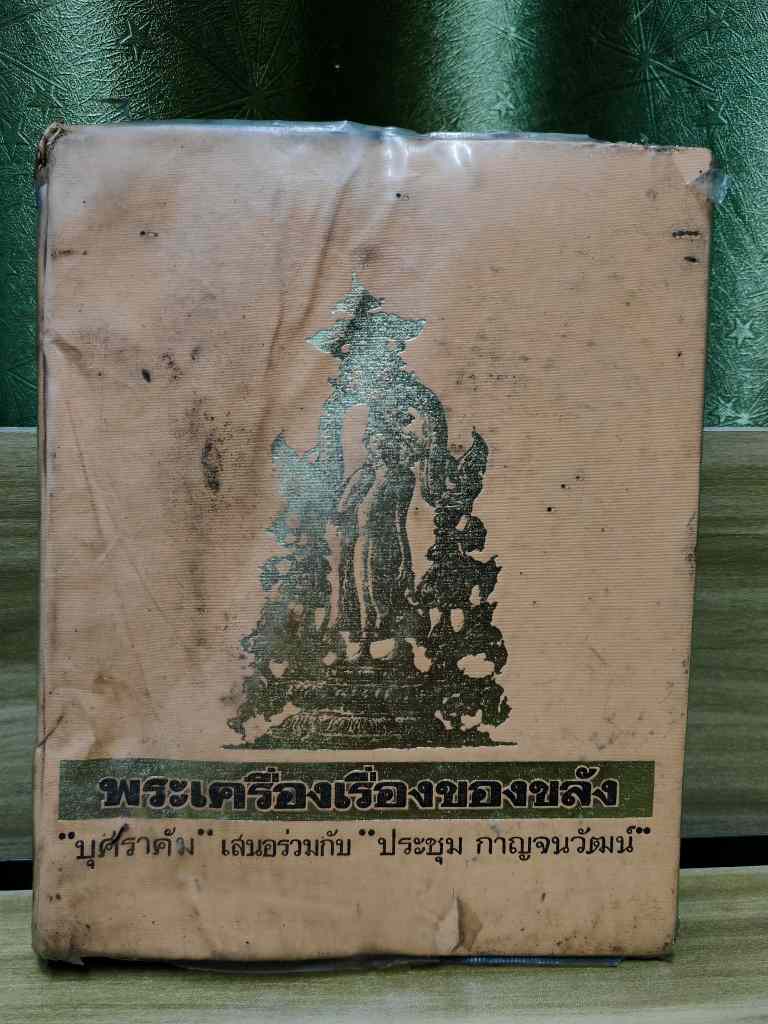 พระเครื่องเรื่องของขลัง
"บุศราคัม" เสนอร่วมกับ "ประชุม กาญจนวัฒน์"